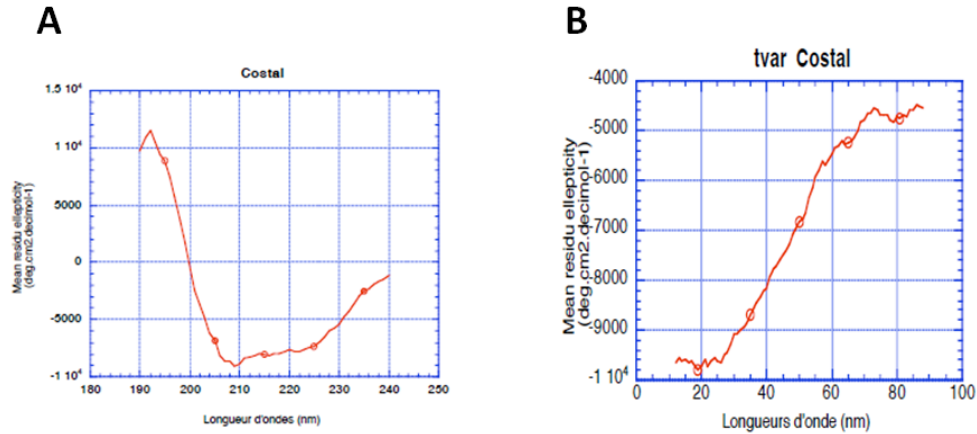 A
Costal
Mean residu ellepticity
(deg.cm2.decimol-1)
1.5 10⁴
1 10⁴
5000
0
-5000
-1 10⁴
180 190 200 210 220 230 240 250
Longueur d'ondes (nm)
B
tvar Costal
Mean residue ellepticity
(deg.cm2.decimol-1)
-4000
-5000
-6000
-7000
-8000
-9000
-1 10⁴
0 20 40 60 80 100
Longueurs d'onde (nm)